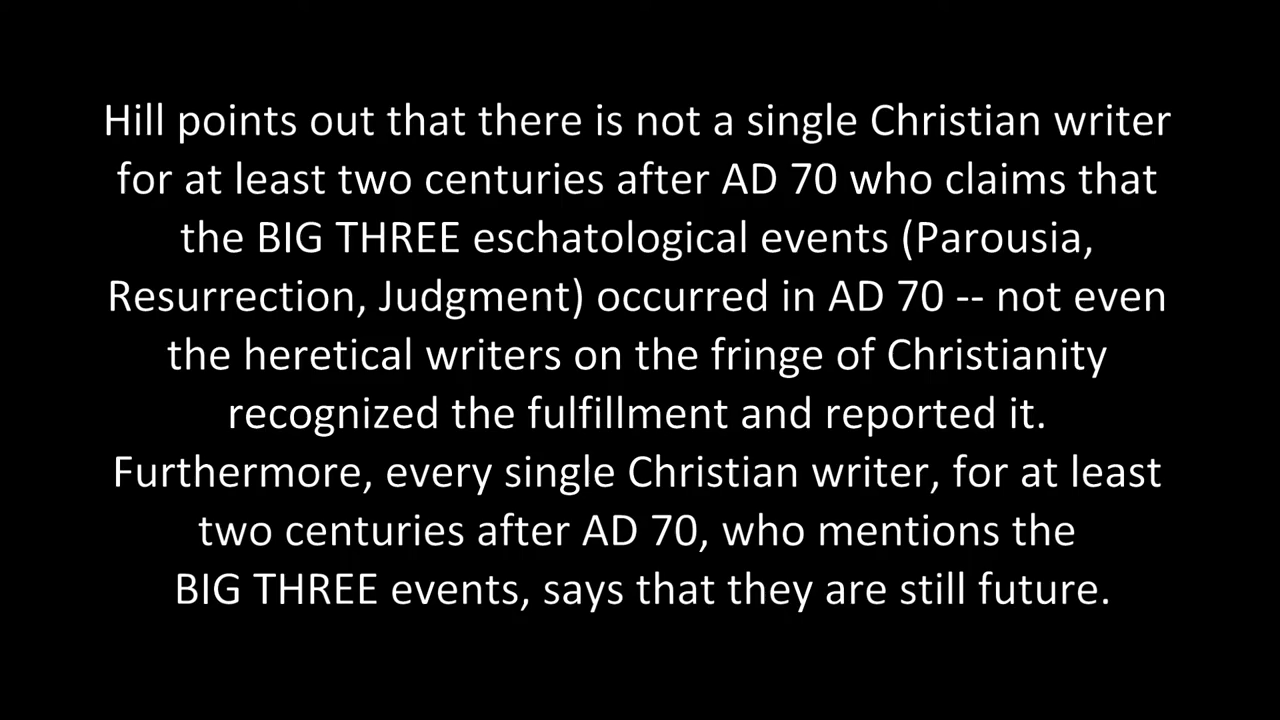 Hill points out that there is not a single Christian writer
for at least two centuries after AD 70 who claims that
the BIG THREE eschatological events (Parousia,
Resurrection, Judgment) occurred in AD 70 -- not even
the heretical writers on the fringe of Christianity
recognized the fulfillment and reported it.
Furthermore, every single Christian writer, for at least
two centuries after AD 70, who mentions the
BIG THREE events, says that they are still future.